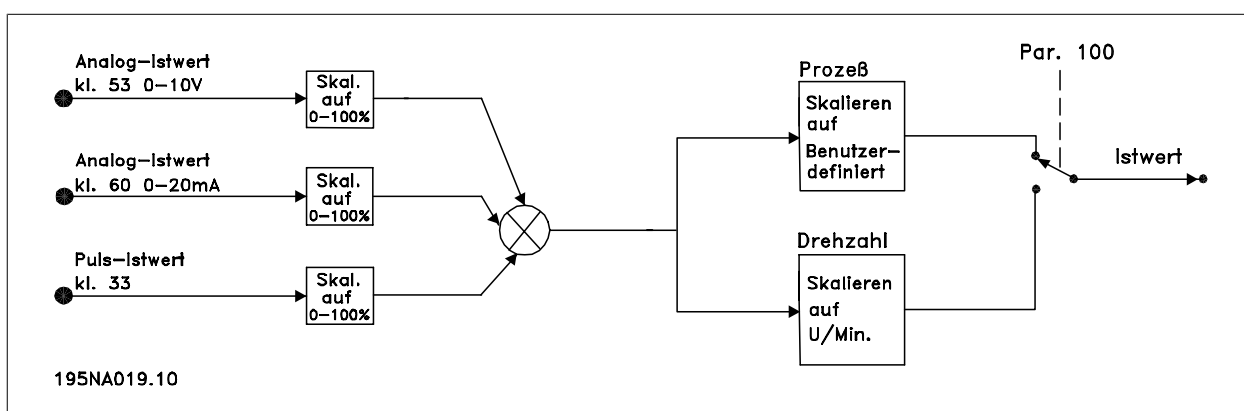 Analog-Istwert
kl. 53 0-10V
Skal.
auf
0-100%
Analog-Istwert
kl. 60 0-20mA
Skal.
auf
0-100%
Puls-Istwert
kl. 33
Skal.
auf
0-100%
Prozeß
Skalieren
auf
Benutzer-
definiert
Drehzahl
Skalieren
auf
U/Min.
Par. 100
Istwert
195NA019.10